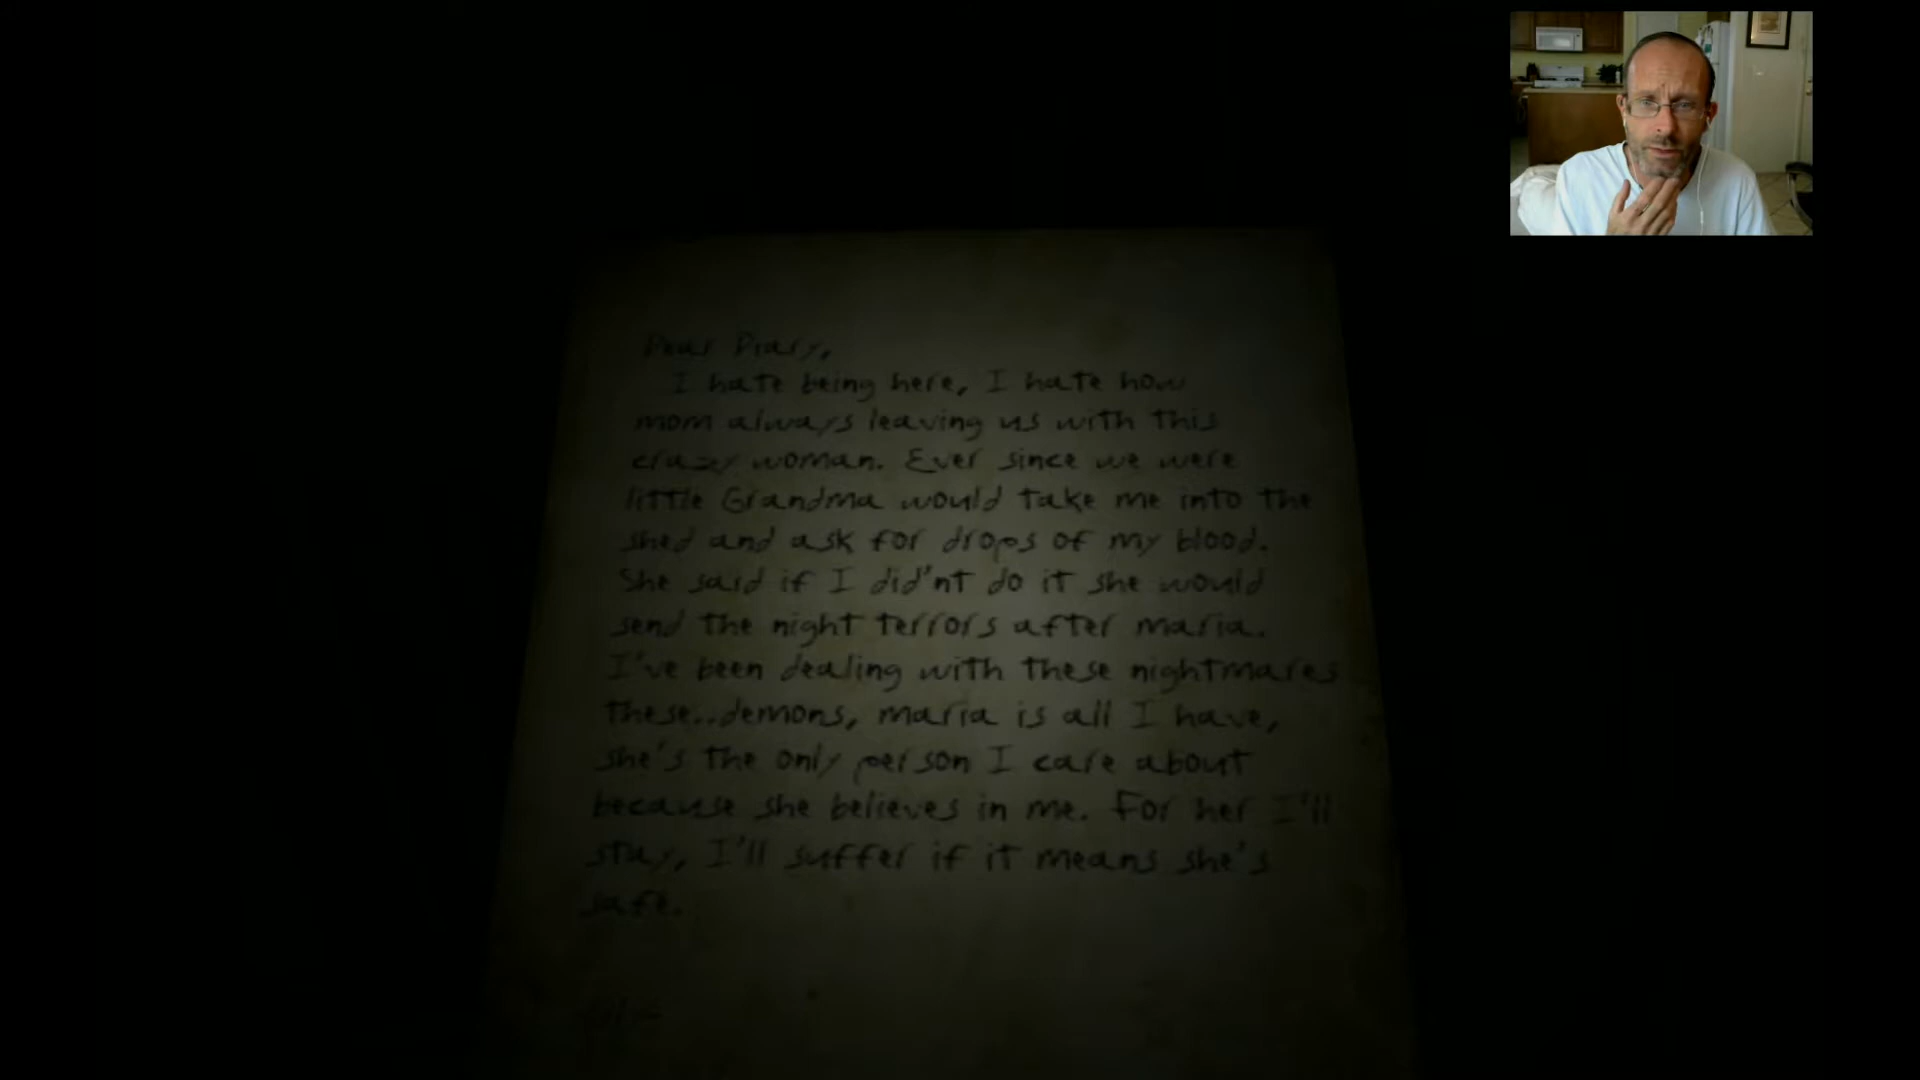 Dear Diary,
I hate being here, I hate how
mom always leaving us with this
crazy woman. Ever since we were
little Grandma would take me into the
shed and ask for drops of my blood.
She said if I did'nt do it she would
send the night terrors after maria.
I've been dealing with these nightmares
these..demons, maria is all I have,
she's the only person I care about
because she believes in me. For her I'll
stay, I'll suffer if it means she's
safe.